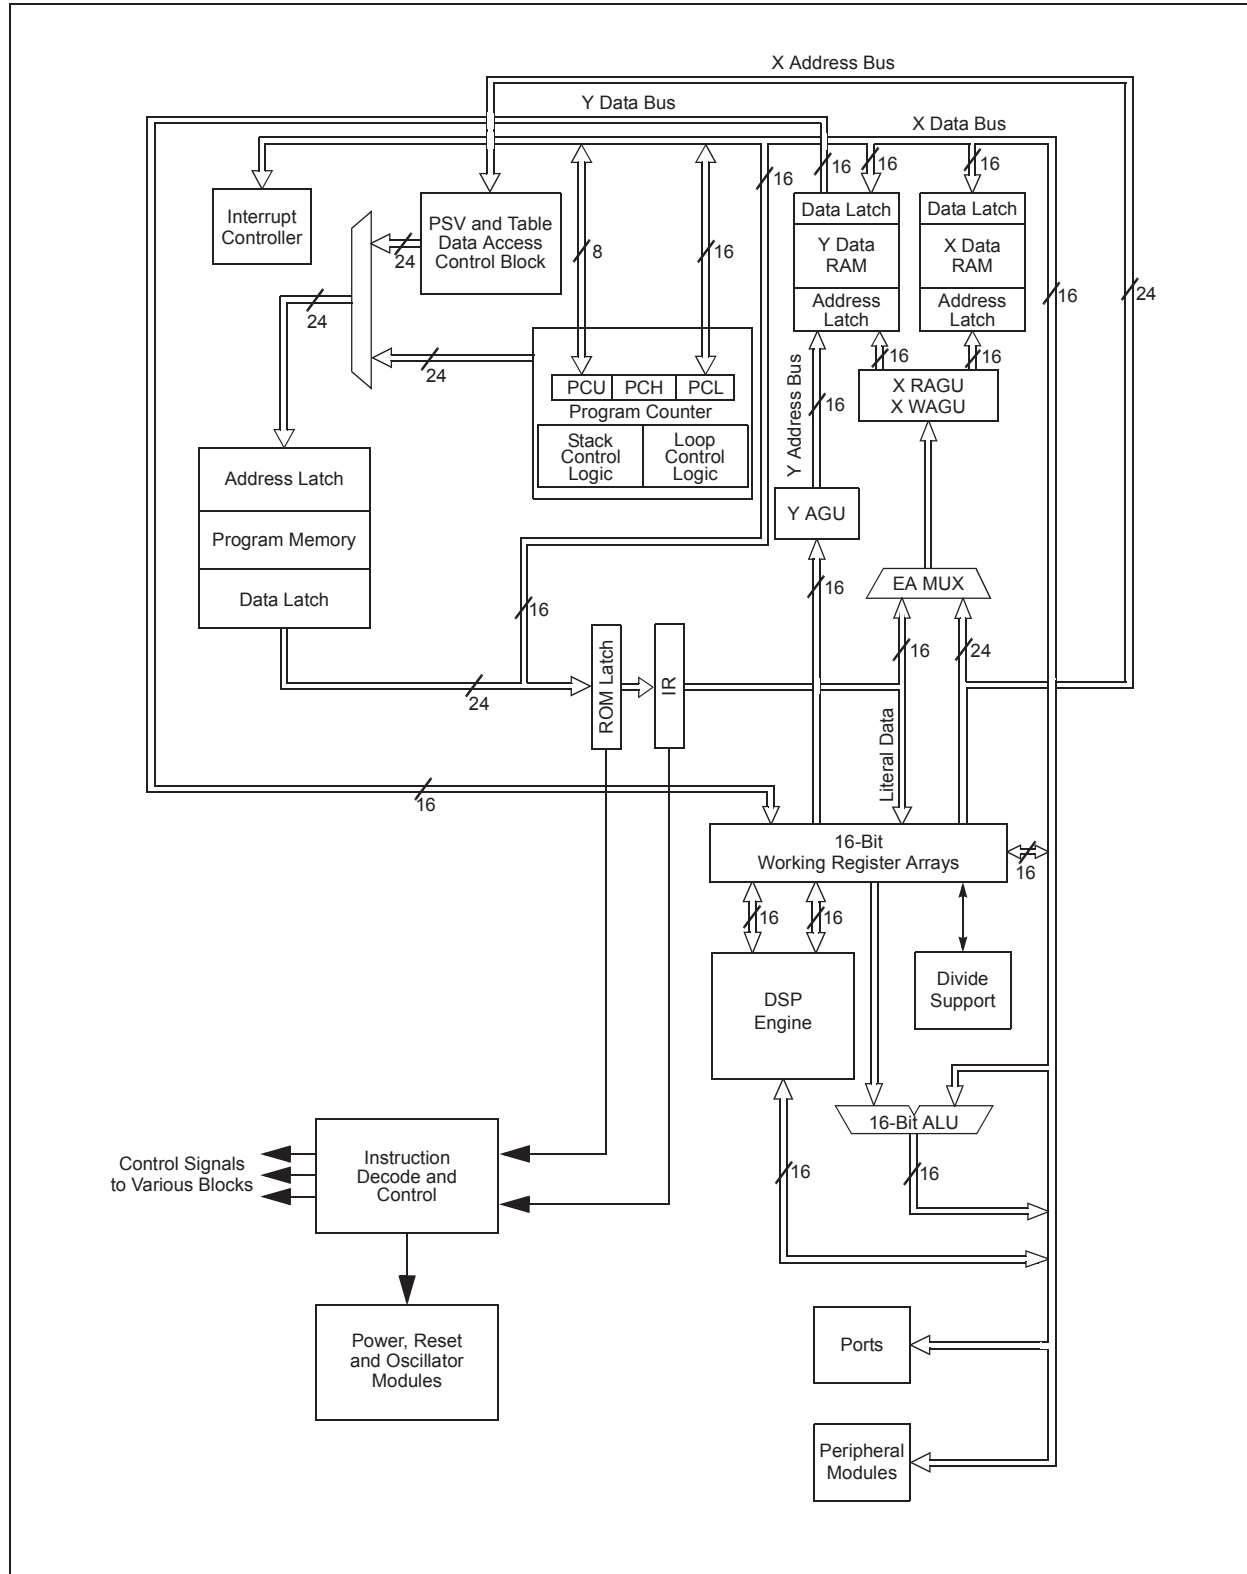 X Address Bus
Y Data Bus
X Data Bus
16
16
16
16
Interrupt
Controller
PSV and Table
Data Access
Control Block
24
8
16
Data Latch
Y Data
RAM
Address
Latch
Data Latch
X Data
RAM
Address
Latch
16
24
24
24
16
16
PCU
PCH
PCL
Program Counter
Stack
Control
Logic
Loop
Control
Logic
Y Address Bus
16
X RAGU
X WAGU
Address Latch
Program Memory
Data Latch
Y AGU
16
EA MUX
16
16
24
24
ROM Latch
IR
Literal Data
16
16-Bit
Working Register Arrays
16
16
16
DSP
Engine
Divide
Support
16-Bit ALU
16
16
Control Signals
to Various Blocks
Instruction
Decode and
Control
Power, Reset
and Oscillator
Modules
Ports
Peripheral
Modules